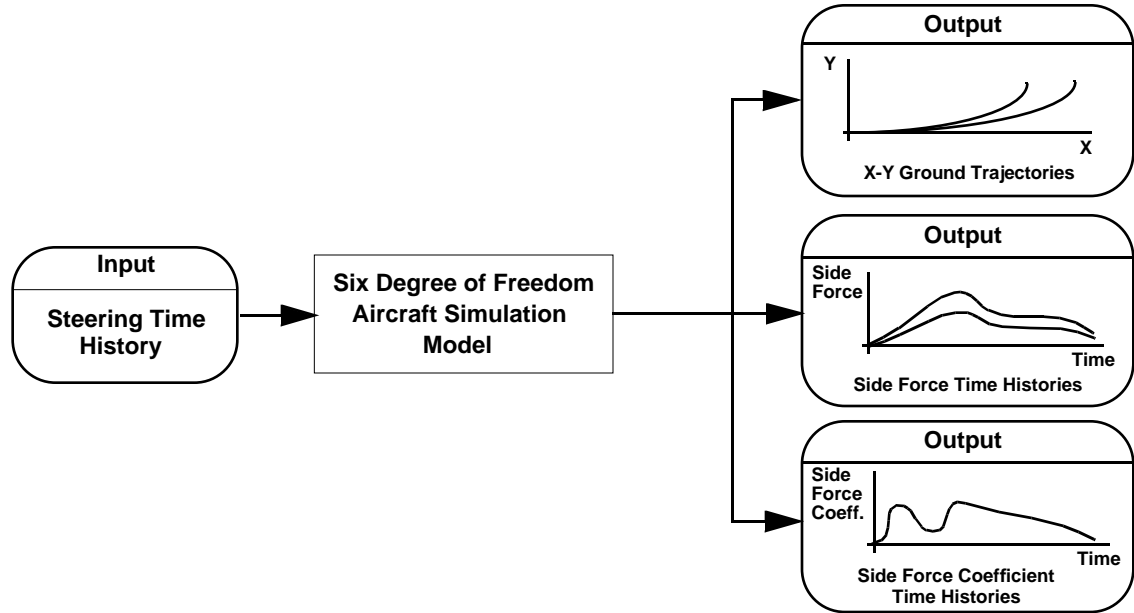 Input
Steering Time
History
Six Degree of Freedom
Aircraft Simulation
Model
Output
Y
X
X-Y Ground Trajectories
Output
Side
Force
Time
Side Force Time Histories
Output
Side
Force
Coeff.
Time
Side Force Coefficient
Time Histories